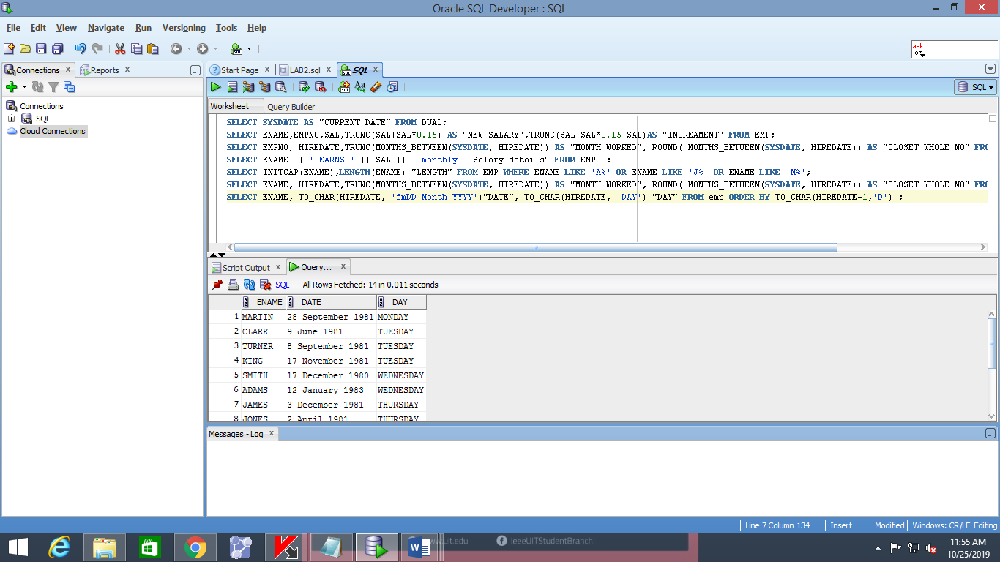 Oracle SQL Developer : SQL
File Edit View Navigate Run Versioning Tools Help
ask
Tom
Connections x Reports x
Start Page x LAB2.sql x SQL x
SQL
Connections
SQL
Cloud Connections
Worksheet Query Builder
SELECT SYSDATE AS "CURRENT DATE" FROM DUAL;
SELECT ENAME,EMPNO,SAL,TRUNC(SAL+SAL*0.15) AS "NEW SALARY",TRUNC(SAL+SAL*0.15-SAL)AS "INCREAMENT" FROM EMP;
SELECT EMPNO, HIREDATE,TRUNC(MONTHS_BETWEEN(SYSDATE, HIREDATE)) AS "MONTH WORKED", ROUND( MONTHS_BETWEEN(SYSDATE, HIREDATE)) AS "CLOSET WHOLE NO" FRO
SELECT ENAME || ' EARNS ' || SAL || ' monthly' "Salary details" FROM EMP ;
SELECT INITCAP(ENAME),LENGTH(ENAME) "LENGTH" FROM EMP WHERE ENAME LIKE 'A%' OR ENAME LIKE 'J%' OR ENAME LIKE 'M%';
SELECT ENAME, HIREDATE,TRUNC(MONTHS_BETWEEN(SYSDATE, HIREDATE)) AS "MONTH WORKED", ROUND( MONTHS_BETWEEN(SYSDATE, HIREDATE)) AS "CLOSET WHOLE NO" FRO
SELECT ENAME, TO_CHAR(HIREDATE, 'fmDD Month YYYY')"DATE", TO_CHAR(HIREDATE, 'DAY') "DAY" FROM emp ORDER BY TO_CHAR(HIREDATE-1,'D') ;
Script Output x Query... x
SQL | All Rows Fetched: 14 in 0.011 seconds
ENAME DATE DAY
1 MARTIN 28 September 1981 MONDAY
2 CLARK 9 June 1981 TUESDAY
3 TURNER 8 September 1981 TUESDAY
4 KING 17 November 1981 TUESDAY
5 SMITH 17 December 1980 WEDNESDAY
6 ADAMS 12 January 1983 WEDNESDAY
7 JAMES 3 December 1981 THURSDAY
8 JONES 2 April 1981 THURSDAY
Messages - Log x
Line 7 Column 134 | Insert | Modified | Windows: CR/LF Editing
.uit.edu IeeeUITStudentBranch
11:55 AM
10/25/2019